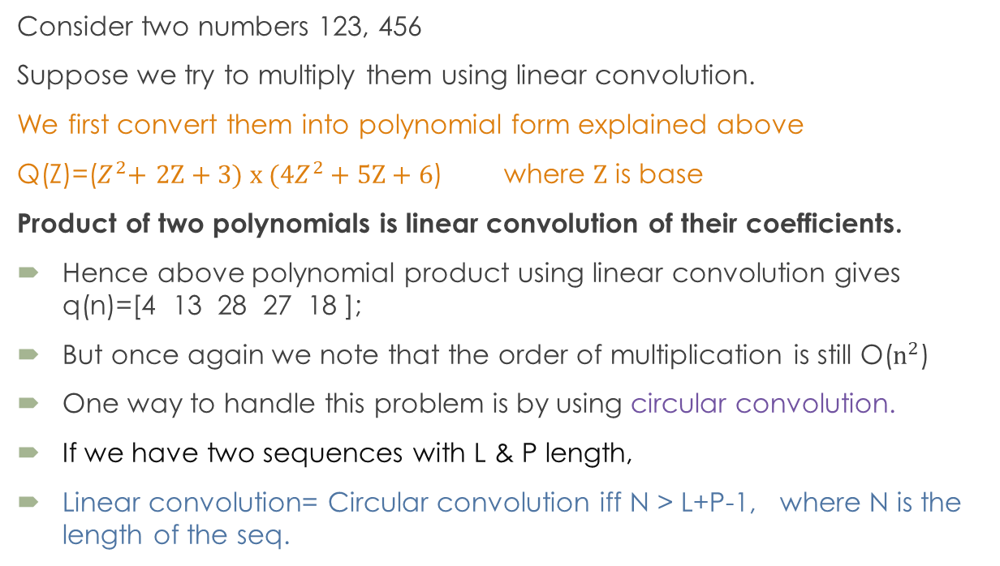 Consider two numbers 123, 456
Suppose we try to multiply them using linear convolution.
We first convert them into polynomial form explained above
Q(Z)=(Z²+ 2Z + 3) x (4Z² + 5Z + 6) where Z is base
Product of two polynomials is linear convolution of their coefficients.
Hence above polynomial product using linear convolution gives
q(n)=[4 13 28 27 18 ];
But once again we note that the order of multiplication is still O(n²)
One way to handle this problem is by using circular convolution.
If we have two sequences with L & P length,
Linear convolution= Circular convolution iff N > L+P-1, where N is the
length of the seq.